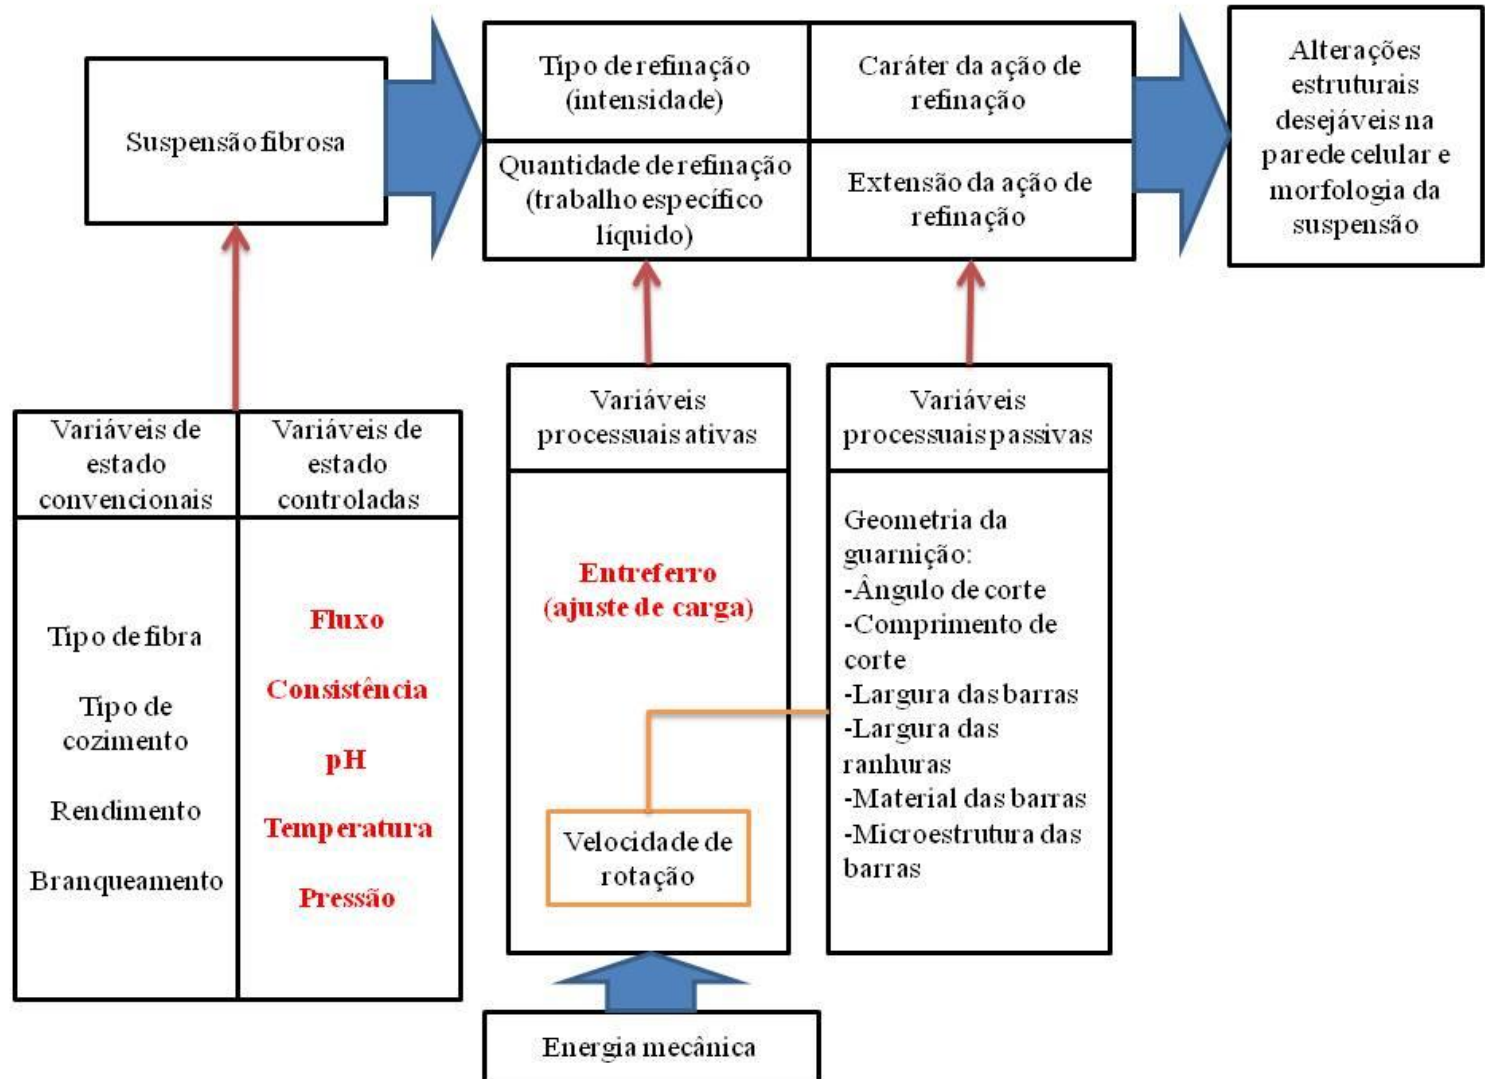 Suspensão fibrosa
Tipo de refinação
(intensidade)
Caráter da ação de
refinação
Quantidade de refinação
(trabalho específico
líquido)
Extensão da ação de
refinação
Alterações
estruturais
desejáveis na
parede celular e
morfologia da
suspensão
Variáveis de
estado
convencionais
Tipo de fibra
Tipo de
cozimento
Rendimento
Branqueamento
Variáveis de
estado
controladas
Fluxo
Consistência
pH
Temperatura
Pressão
Variáveis
processuais ativas
Entreferro
(ajuste de carga)
Velocidade de
rotação
Variáveis
processuais passivas
Geometria da
guarnição:
-Ângulo de corte
-Comprimento de
corte
-Largura das barras
-Largura das
ranhuras
-Material das barras
-Microestrutura das
barras
Energia mecânica